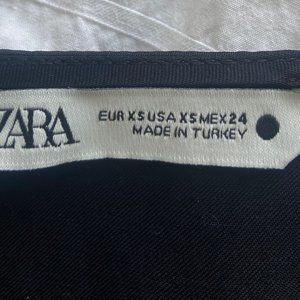 ZARA
EUR XS USA XS MEX 24
MADE IN TURKEY